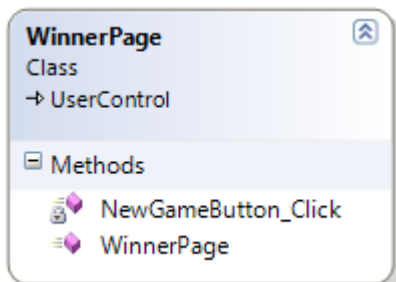 WinnerPage
Class
UserControl
Methods
NewGameButton_Click
WinnerPage